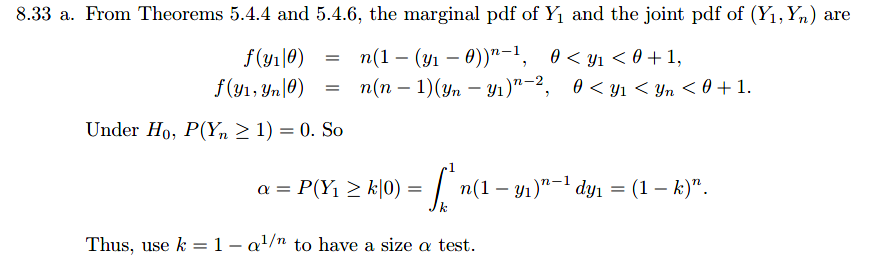 8.33 a. From Theorems 5.4.4 and 5.4.6, the marginal pdf of Y₁ and the joint pdf of (Y₁, Yₙ) are
f(y₁|θ) = n(1 − (y₁ − θ))ⁿ⁻¹, θ < y₁ < θ + 1,
f(y₁, yₙ|θ) = n(n − 1)(yₙ − y₁)ⁿ⁻², θ < y₁ < yₙ < θ + 1.
Under H₀, P(Yₙ ≥ 1) = 0. So
α = P(Y₁ ≥ k|0) = ∫ₖ¹ n(1 − y₁)ⁿ⁻¹ dy₁ = (1 − k)ⁿ.
Thus, use k = 1 − α^{1/n} to have a size α test.